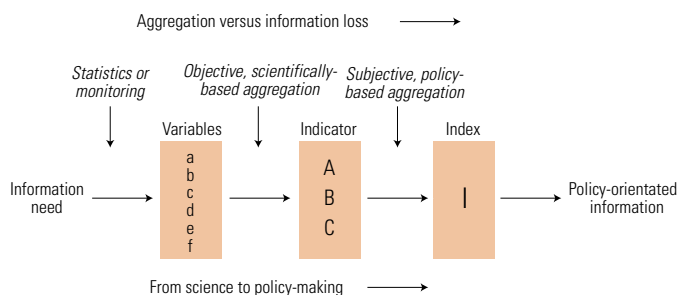 Aggregation versus information loss
Statistics or
monitoring
Objective, scientifically-
based aggregation
Subjective, policy-
based aggregation
Variables
Indicator
Index
Information
need
a
b
c
d
e
f
A
B
C
I
Policy-orientated
information
From science to policy-making